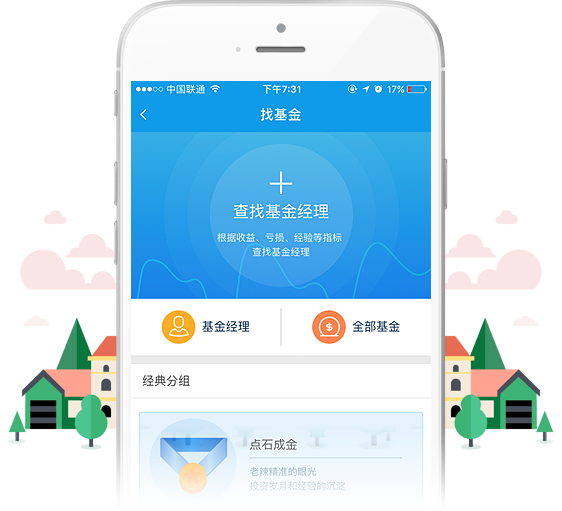 中国联通 下午7:31 17%
找基金
查找基金经理
根据收益、亏损、经验等指标
查找基金经理
基金经理 全部基金
经典分组
点石成金
老辣精准的眼光
投资岁月和经验的沉淀